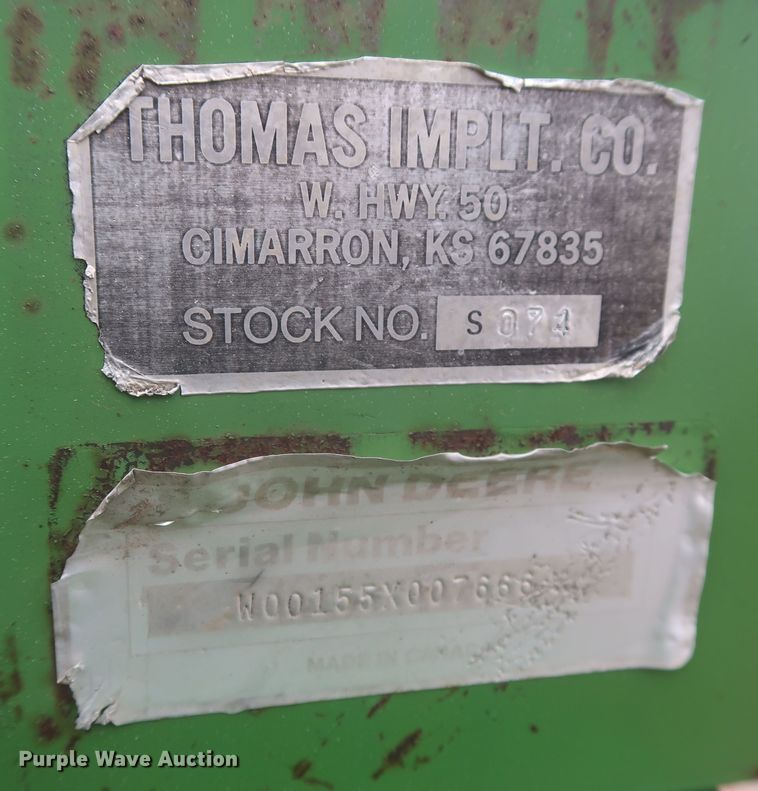 THOMAS IMPLT. CO.
W. HWY. 50
CIMARRON, KS 67835
STOCK NO. S 074
JOHN DEERE
Serial Number
W00155X007666
MADE IN CANADA
Purple Wave Auction